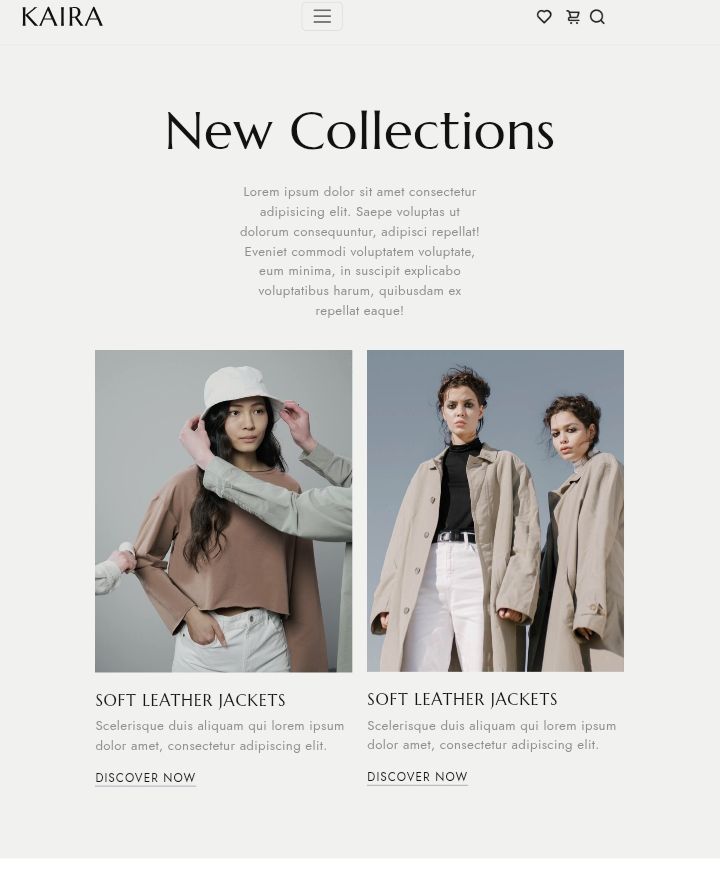 KAIRA
New Collections
Lorem ipsum dolor sit amet consectetur
adipisicing elit. Saepe voluptas ut
dolorum consequuntur, adipisci repellat!
Eveniet commodi voluptatem voluptate,
eum minima, in suscipit explicabo
voluptatibus harum, quibusdam ex
repellat eaque!
SOFT LEATHER JACKETS
Scelerisque duis aliquam qui lorem ipsum
dolor amet, consectetur adipiscing elit.
DISCOVER NOW
SOFT LEATHER JACKETS
Scelerisque duis aliquam qui lorem ipsum
dolor amet, consectetur adipiscing elit.
DISCOVER NOW